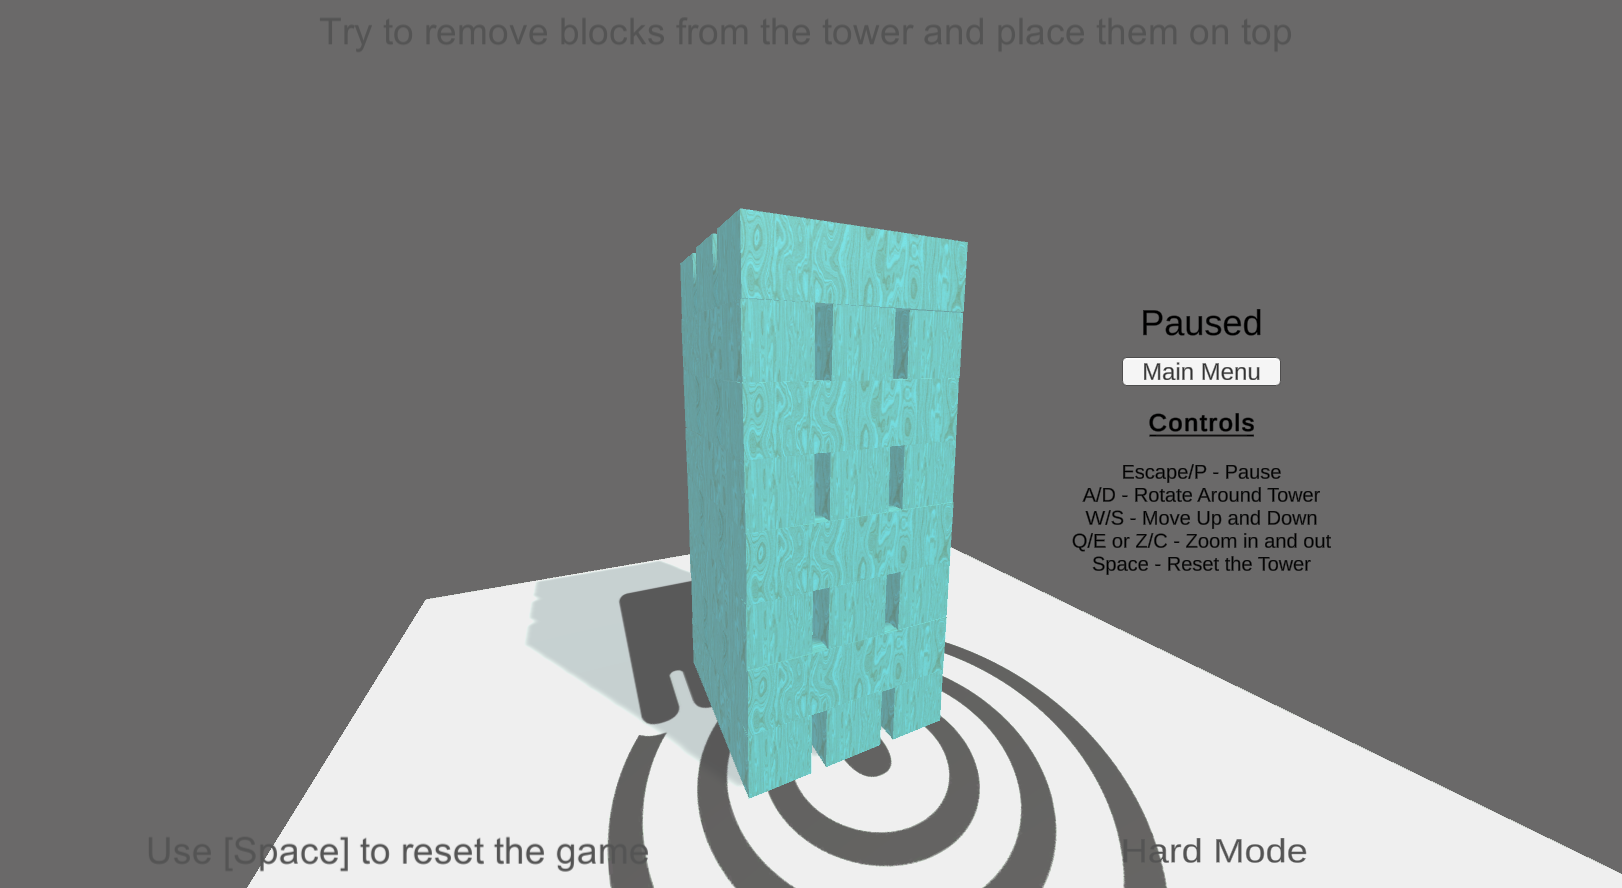 Try to remove blocks from the tower and place them on top
Paused
Main Menu
Controls
Escape/P - Pause
A/D - Rotate Around Tower
W/S - Move Up and Down
Q/E or Z/C - Zoom in and out
Space - Reset the Tower
Use [Space] to reset the game
Hard Mode